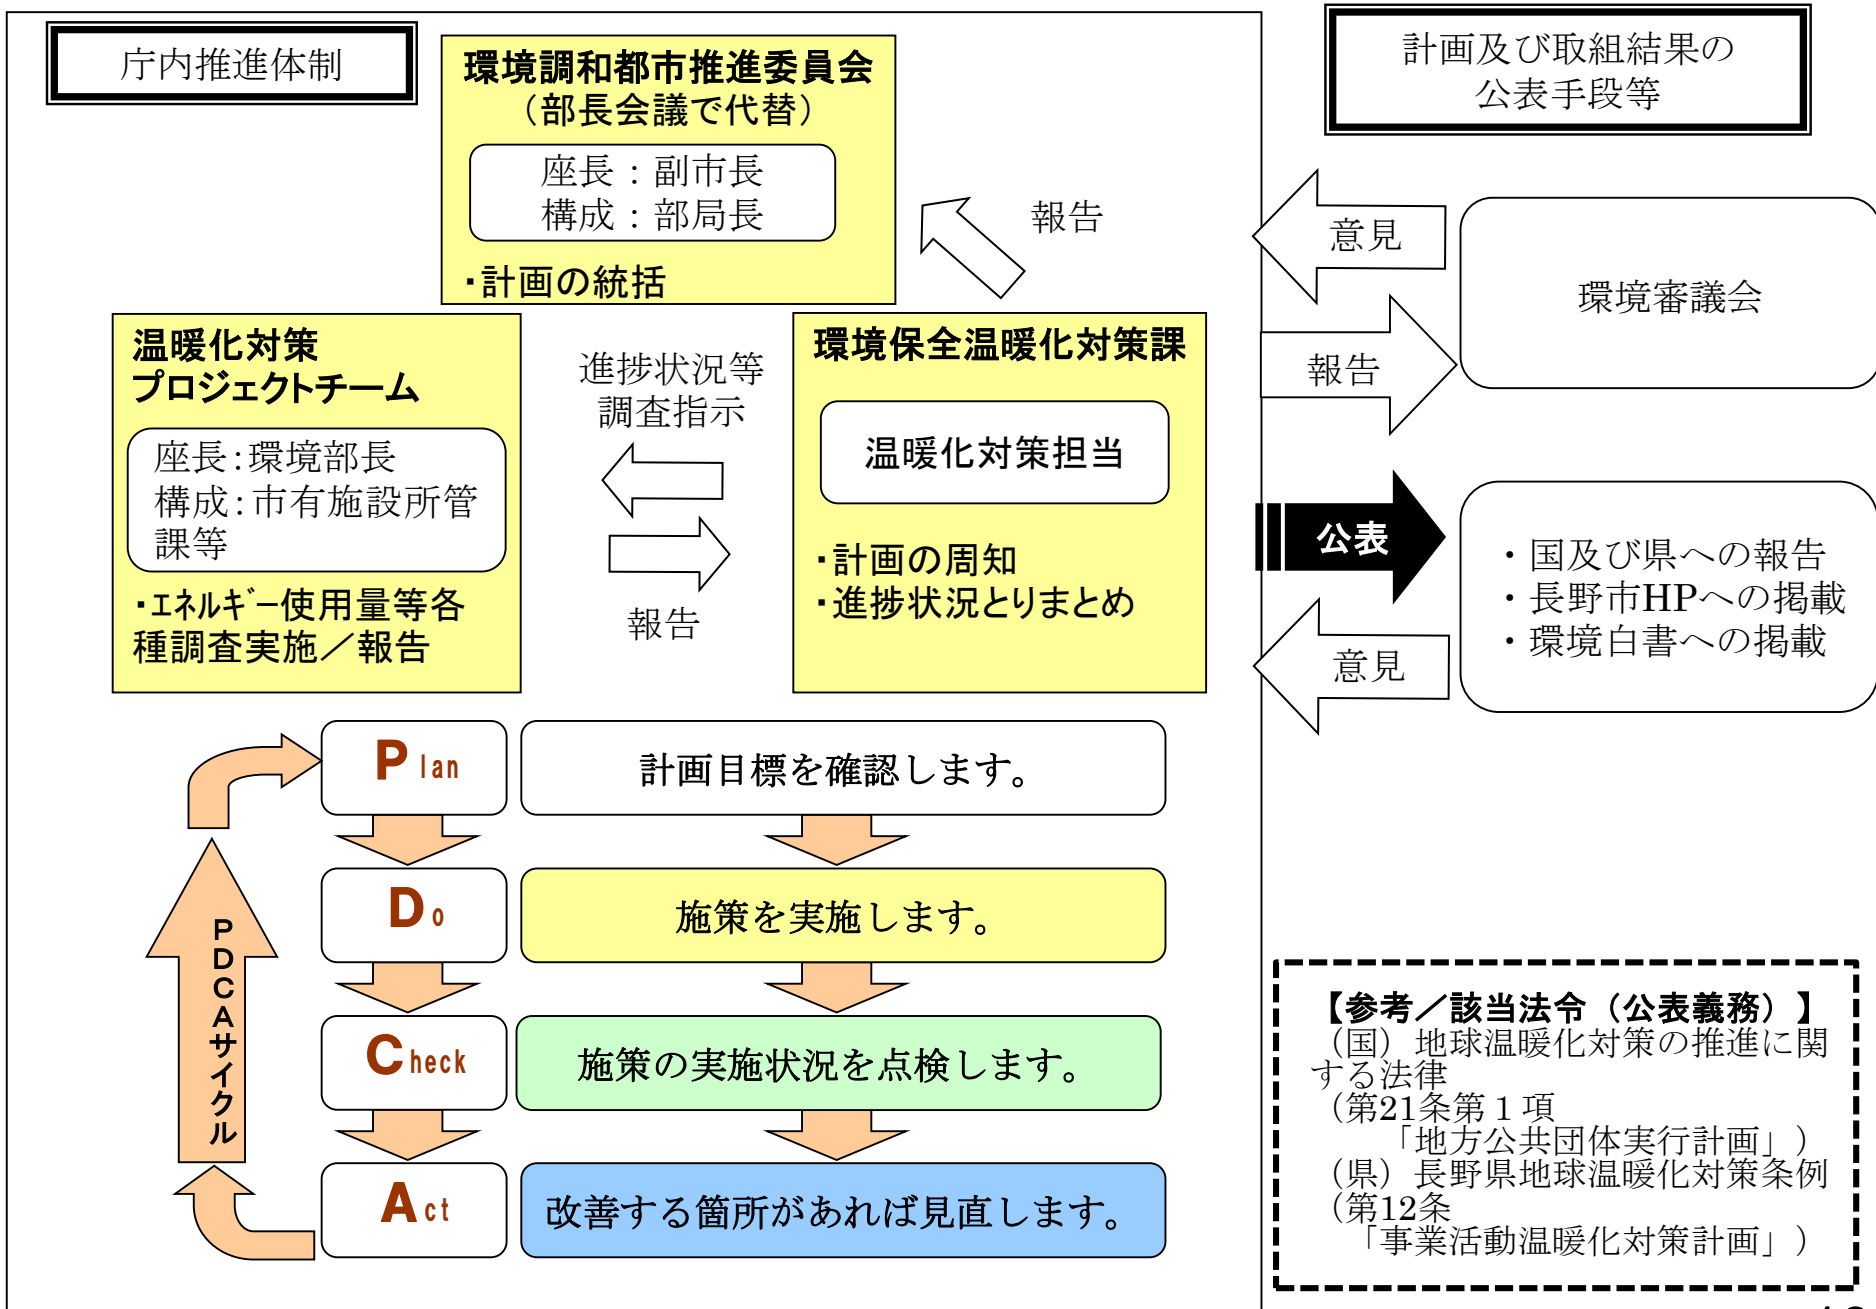 庁内推進体制
環境調和都市推進委員会
（部長会議で代替）
座長：副市長
構成：部局長
・計画の統括
報告
温暖化対策
プロジェクトチーム
座長：環境部長
構成：市有施設所管
課等
・エネルギー使用量等各
種調査実施／報告
進捗状況等
調査指示
報告
環境保全温暖化対策課
温暖化対策担当
・計画の周知
・進捗状況とりまとめ
計画及び取組結果の
公表手段等
意見
環境審議会
報告
公表
・国及び県への報告
・長野市HPへの掲載
・環境白書への掲載
意見
PDCAサイクル
Plan
計画目標を確認します。
Do
施策を実施します。
Check
施策の実施状況を点検します。
Act
改善する箇所があれば見直します。
【参考／該当法令（公表義務）】
（国）地球温暖化対策の推進に関
する法律
（第21条第１項
「地方公共団体実行計画」）
（県）長野県地球温暖化対策条例
（第12条
「事業活動温暖化対策計画」）